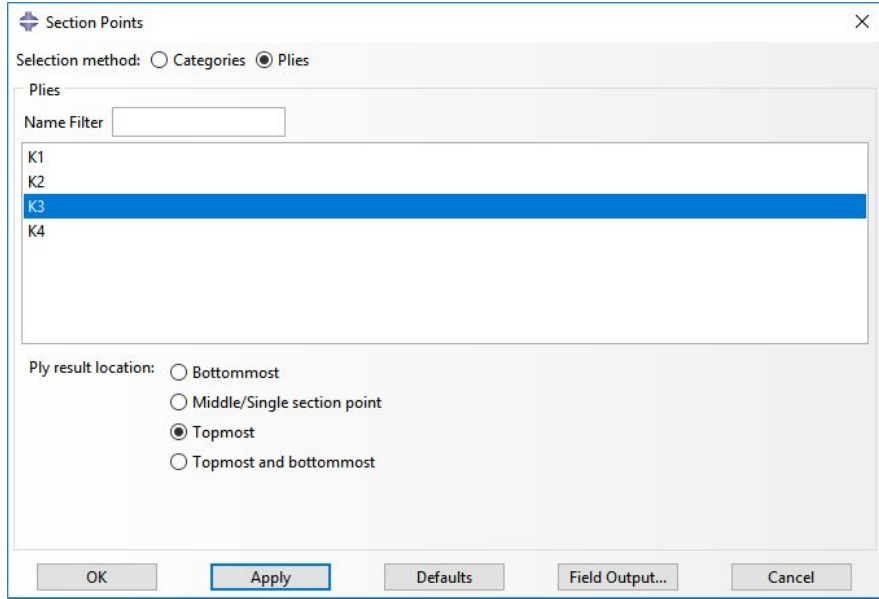 Section Points
Selection method: Categories Plies
Plies
Name Filter
K1
K2
K3
K4
Ply result location: Bottommost
Middle/Single section point
Topmost
Topmost and bottommost
OK Apply Defaults Field Output... Cancel